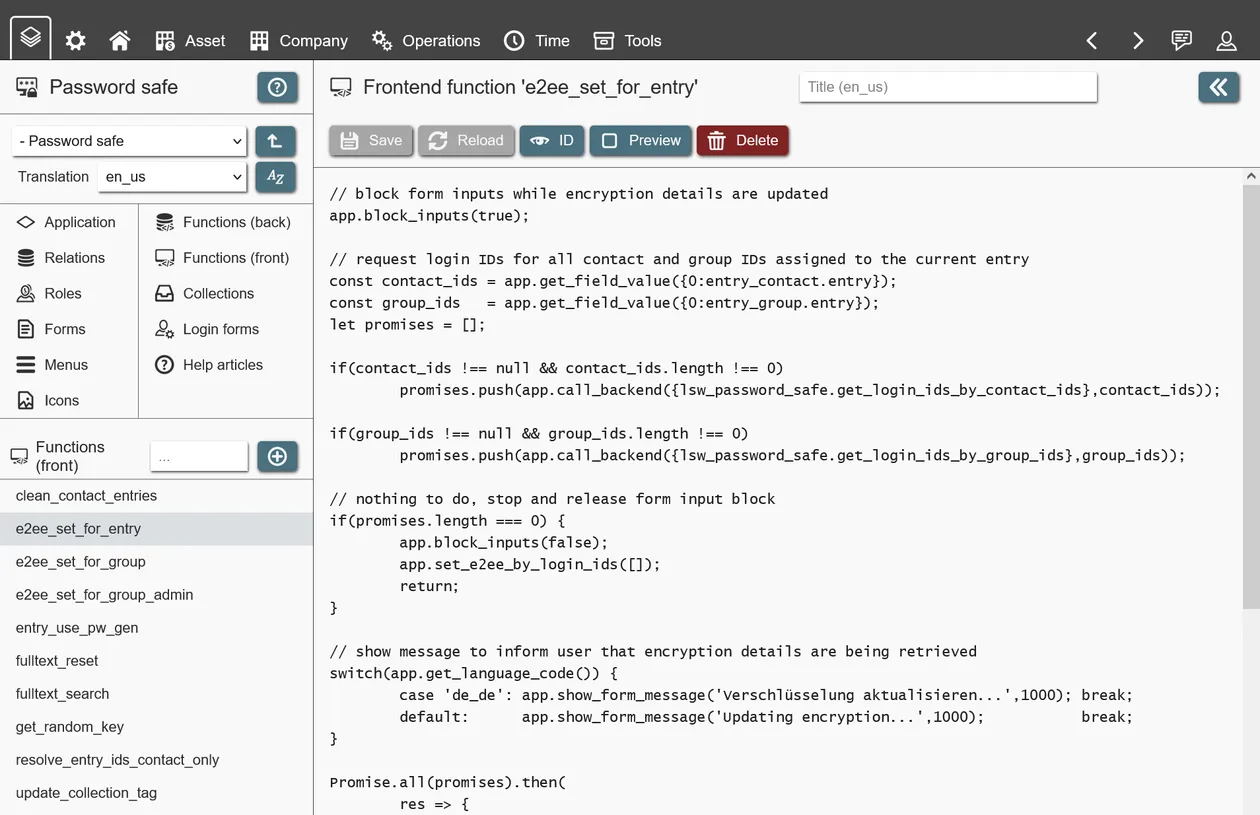 Asset Company Operations Time Tools
Password safe
- Password safe
Translation en_us
AZ
Application
Relations
Roles
Forms
Menus
Icons
Functions (back)
Functions (front)
Collections
Login forms
Help articles
Functions
(front)
...
clean_contact_entries
e2ee_set_for_entry
e2ee_set_for_group
e2ee_set_for_group_admin
entry_use_pw_gen
fulltext_reset
fulltext_search
get_random_key
resolve_entry_ids_contact_only
update_collection_tag
Frontend function 'e2ee_set_for_entry'
Title (en_us)
Save Reload ID Preview Delete
// block form inputs while encryption details are updated
app.block_inputs(true);
// request login IDs for all contact and group IDs assigned to the current entry
const contact_ids = app.get_field_value({0:entry_contact.entry});
const group_ids   = app.get_field_value({0:entry_group.entry});
let promises = [];
if(contact_ids !== null && contact_ids.length !== 0)
        promises.push(app.call_backend({lsw_password_safe.get_login_ids_by_contact_ids},contact_ids));
if(group_ids !== null && group_ids.length !== 0)
        promises.push(app.call_backend({lsw_password_safe.get_login_ids_by_group_ids},group_ids));
// nothing to do, stop and release form input block
if(promises.length === 0) {
        app.block_inputs(false);
        app.set_e2ee_by_login_ids([]);
        return;
}
// show message to inform user that encryption details are being retrieved
switch(app.get_language_code()) {
        case 'de_de': app.show_form_message('Verschlüsselung aktualisieren...',1000); break;
        default:      app.show_form_message('Updating encryption...',1000);           break;
}
Promise.all(promises).then(
        res => {